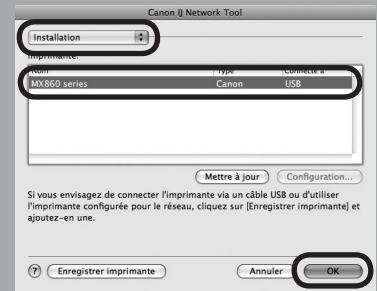 Canon IJ Network Tool
Installation
Imprimante:
Nom Type Connecté à
MX860 series Canon USB
Mettre à jour Configuration...
Si vous envisagez de connecter l'imprimante via un câble USB ou d'utiliser
l'imprimante configurée pour le réseau, cliquez sur [Enregistrer imprimante] et
ajoutez-en une.
? Enregistrer imprimante Annuler OK